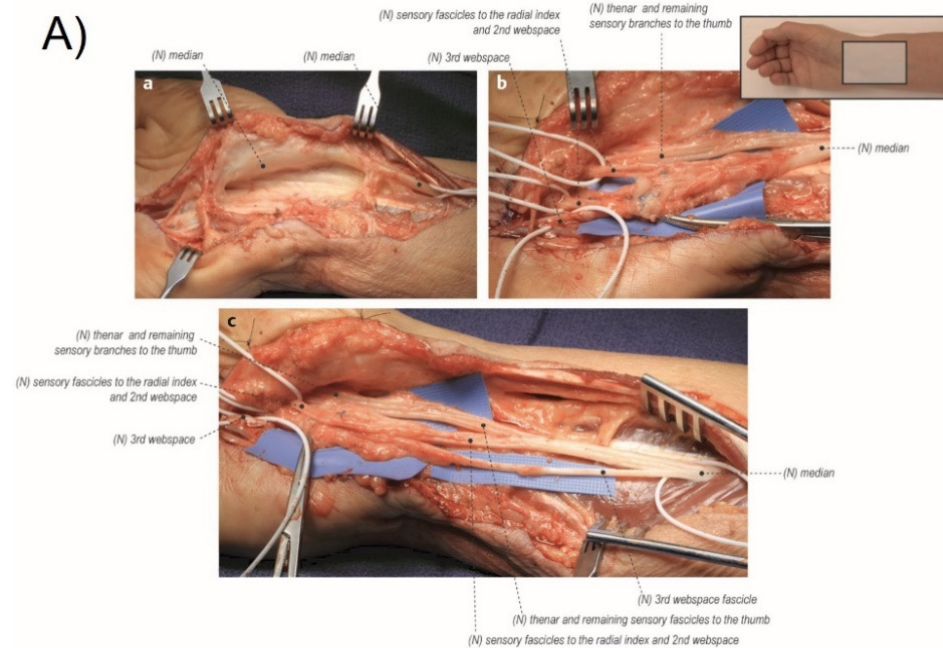 A)
(N) sensory fascicles to the radial index
and 2nd webspace
(N) thenar and remaining
sensory branches to the thumb
(N) median
(N) median
(N) 3rd webspace
a
b
(N) median
c
(N) thenar and remaining
sensory branches to the thumb
(N) sensory fascicles to the radial index
and 2nd webspace
(N) 3rd webspace
(N) median
(N) 3rd webspace fascicle
(N) thenar and remaining sensory fascicles to the thumb
(N) sensory fascicles to the radial index and 2nd webspace